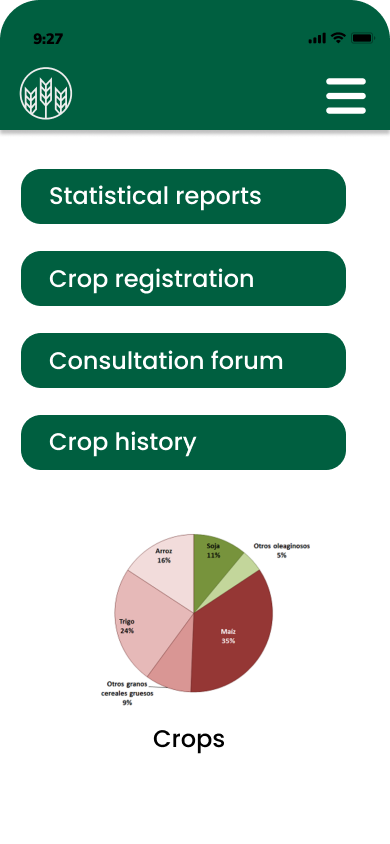 9:27
Statistical reports
Crop registration
Consultation forum
Crop history
Arroz
16%
Soja
11%
Otros oleaginosos
5%
Trigo
24%
Maíz
35%
Otros granos
cereales gruesos
9%
Crops